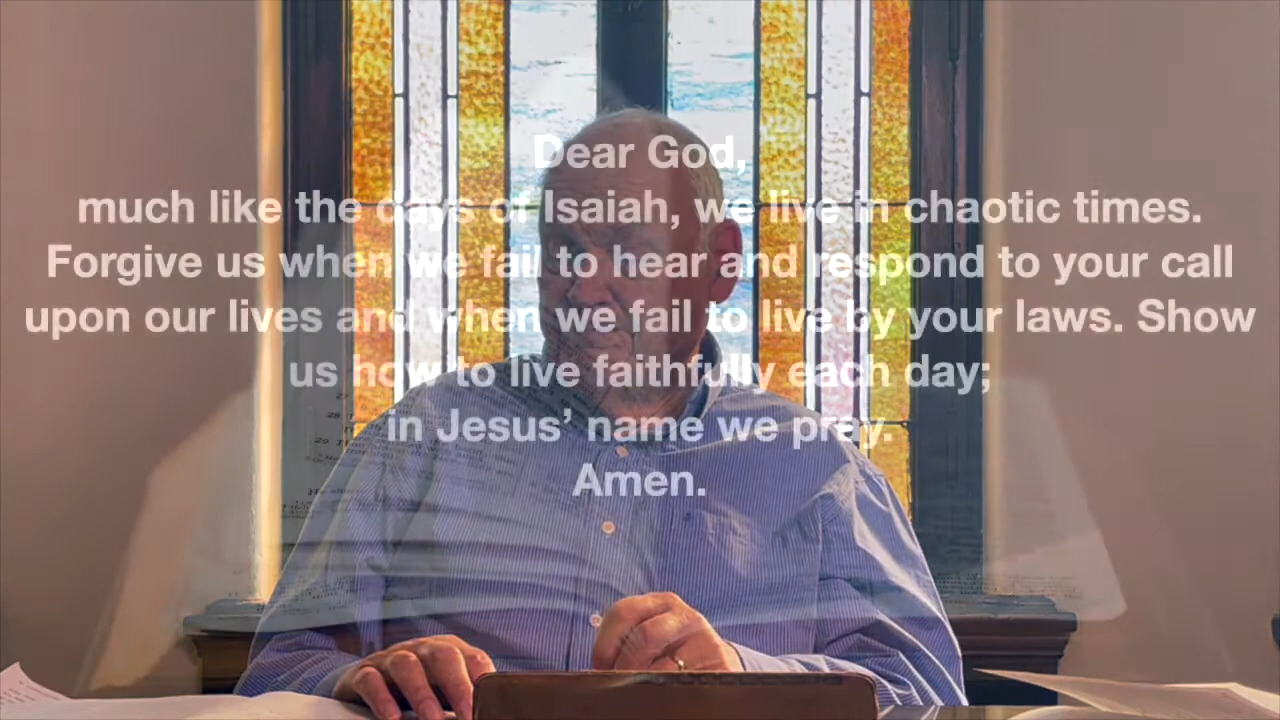 Dear God,
much like the days of Isaiah, we live in chaotic times.
Forgive us when we fail to hear and respond to your call
upon our lives and when we fail to live by your laws. Show
us how to live faithfully each day;
in Jesus’ name we pray.
Amen.